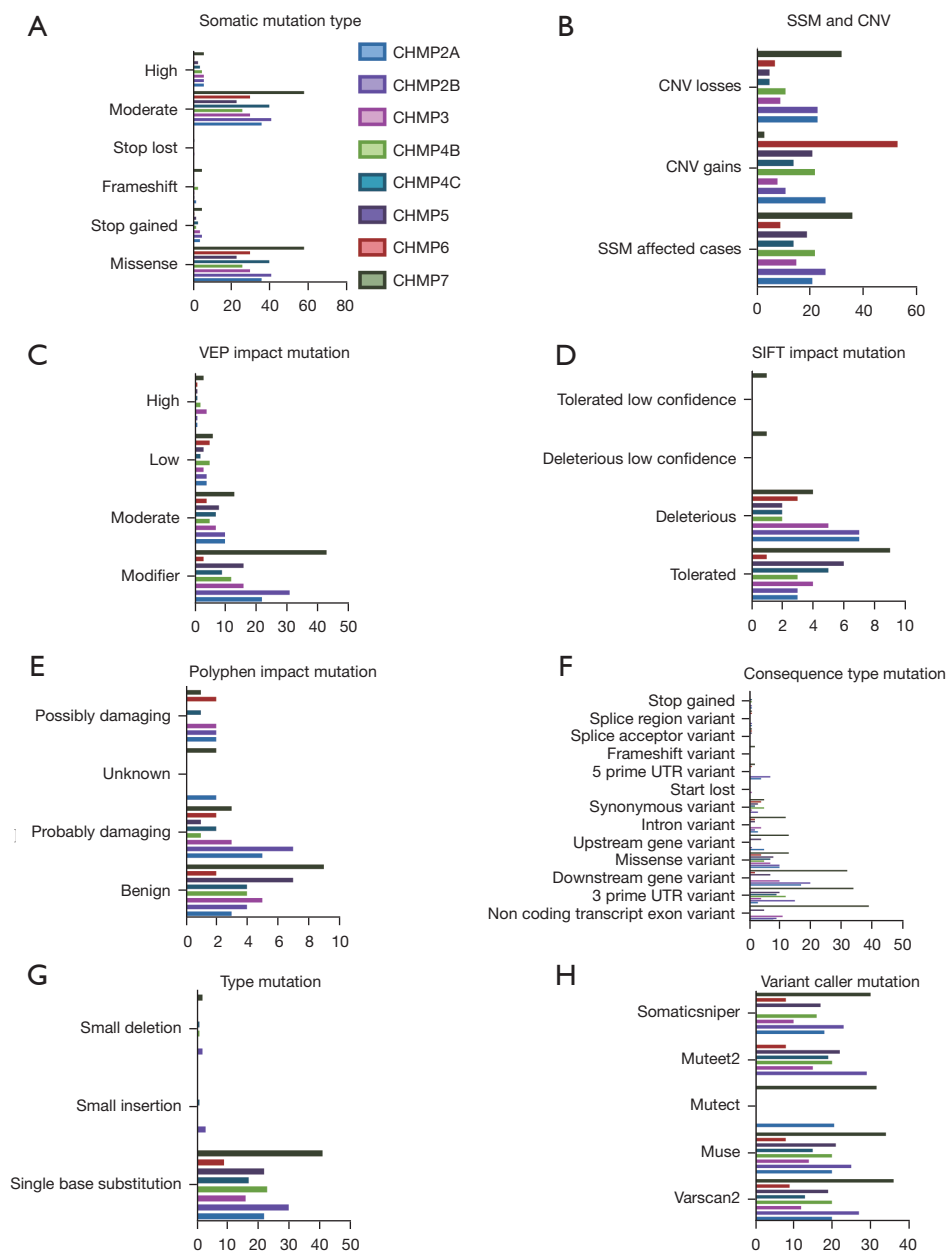 A
Somatic mutation type
High
Moderate
Stop lost
Frameshift
Stop gained
Missense
0 20 40 60 80
CHMP2A
CHMP2B
CHMP3
CHMP4B
CHMP4C
CHMP5
CHMP6
CHMP7
B
SSM and CNV
CNV losses
CNV gains
SSM affected cases
0 20 40 60
C
VEP impact mutation
High
Low
Moderate
Modifier
0 10 20 30 40 50
D
SIFT impact mutation
Tolerated low confidence
Deleterious low confidence
Deleterious
Tolerated
0 2 4 6 8 10
E
Polyphen impact mutation
Possibly damaging
Unknown
Probably damaging
Benign
0 2 4 6 8 10
F
Consequence type mutation
Stop gained
Splice region variant
Splice acceptor variant
Frameshift variant
5 prime UTR variant
Start lost
Synonymous variant
Intron variant
Upstream gene variant
Missense variant
Downstream gene variant
3 prime UTR variant
Non coding transcript exon variant
0 10 20 30 40 50
G
Type mutation
Small deletion
Small insertion
Single base substitution
0 10 20 30 40 50
H
Variant caller mutation
Somaticsniper
Muteet2
Mutect
Muse
Varscan2
0 10 20 30 40